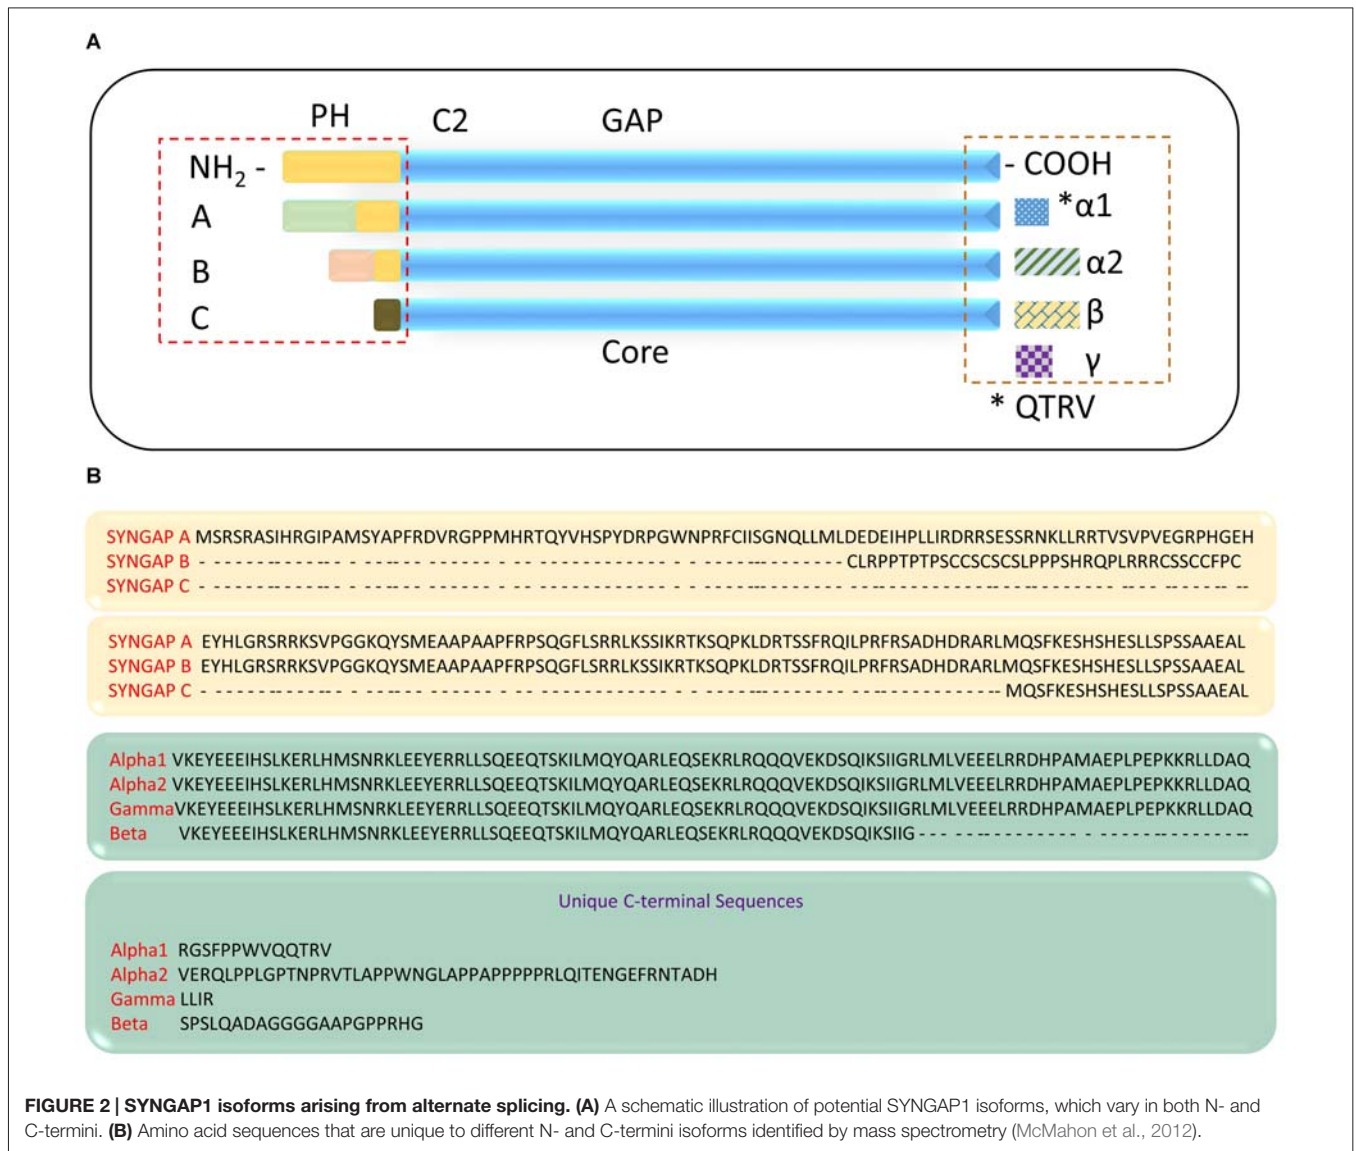 A
PH C2 GAP
NH2 - - COOH
A *α1
B α2
C β
Core γ
* QTRV
B
SYNGAP A MSRSRASIHRGIPAMSYAPFRDVRGPPMHRTQYVHSPYDRPGWNPRFCIISGNQLLMLDEDEIHPLLIRDRRSESSRNKLLRRTVSVPVEGRPHGEH
SYNGAP B - - - - - - - -- - - - -- - - - --- - - - - - - - - - - - - - - - - - - - - - - - - - - --- - - - - - - - - CLRPPTPTPSCCSCSCSLPPPSHRQPLRRRCSSCCFPC
SYNGAP C - - - - - - - -- - - - -- - - - --- - - - - - - - - - - - - - - - - - - - - - - - - - - --- - - - - - - - - - - -- - - - - - - - - - - - -- - - - -- --
SYNGAP A EYHLGRSRRKSVPGGKQYSMEAAPAAPFRPSQGFLSRRLKSSIKRTKSQPKLDRTSSFRQILPRFRSADHDRARLMQSFKESHSHESLLSPSSAAEAL
SYNGAP B EYHLGRSRRKSVPGGKQYSMEAAPAAPFRPSQGFLSRRLKSSIKRTKSQPKLDRTSSFRQILPRFRSADHDRARLMQSFKESHSHESLLSPSSAAEAL
SYNGAP C - - - - - - - -- - - - -- - - - --- - - - - - - - - - - - - - - - - - - - - - - - - - - --- - - - - - - - - - - -- - - - - - - - - -- MQSFKESHSHESLLSPSSAAEAL
Alpha1 VKEYEEEIHSLKERLHMSNRKLEEYERRLLSQEEQTSKILMQYQARLEQSEKRLRQQQVEKDSQIKSIIGRLMLVEEELRRDHPAMAEPLPEPKKRLLDAQ
Alpha2 VKEYEEEIHSLKERLHMSNRKLEEYERRLLSQEEQTSKILMQYQARLEQSEKRLRQQQVEKDSQIKSIIGRLMLVEEELRRDHPAMAEPLPEPKKRLLDAQ
Gamma VKEYEEEIHSLKERLHMSNRKLEEYERRLLSQEEQTSKILMQYQARLEQSEKRLRQQQVEKDSQIKSIIGRLMLVEEELRRDHPAMAEPLPEPKKRLLDAQ
Beta VKEYEEEIHSLKERLHMSNRKLEEYERRLLSQEEQTSKILMQYQARLEQSEKRLRQQQVEKDSQIKSIIG - - - - - -- - - - - - - - - - - - - - - - -- - - - - - - --
Unique C-terminal Sequences
Alpha1 RGSFPPWVQQTRV
Alpha2 VERQLPPLGPTNPRVTLAPPWNGLAPPAPPPPPRLQITENGEFRNTADH
Gamma LLIR
Beta SPSLQADAGGGGAAPGPPRHG
FIGURE 2 | SYNGAP1 isoforms arising from alternate splicing. (A) A schematic illustration of potential SYNGAP1 isoforms, which vary in both N- and
C-termini. (B) Amino acid sequences that are unique to different N- and C-termini isoforms identified by mass spectrometry (McMahon et al., 2012).